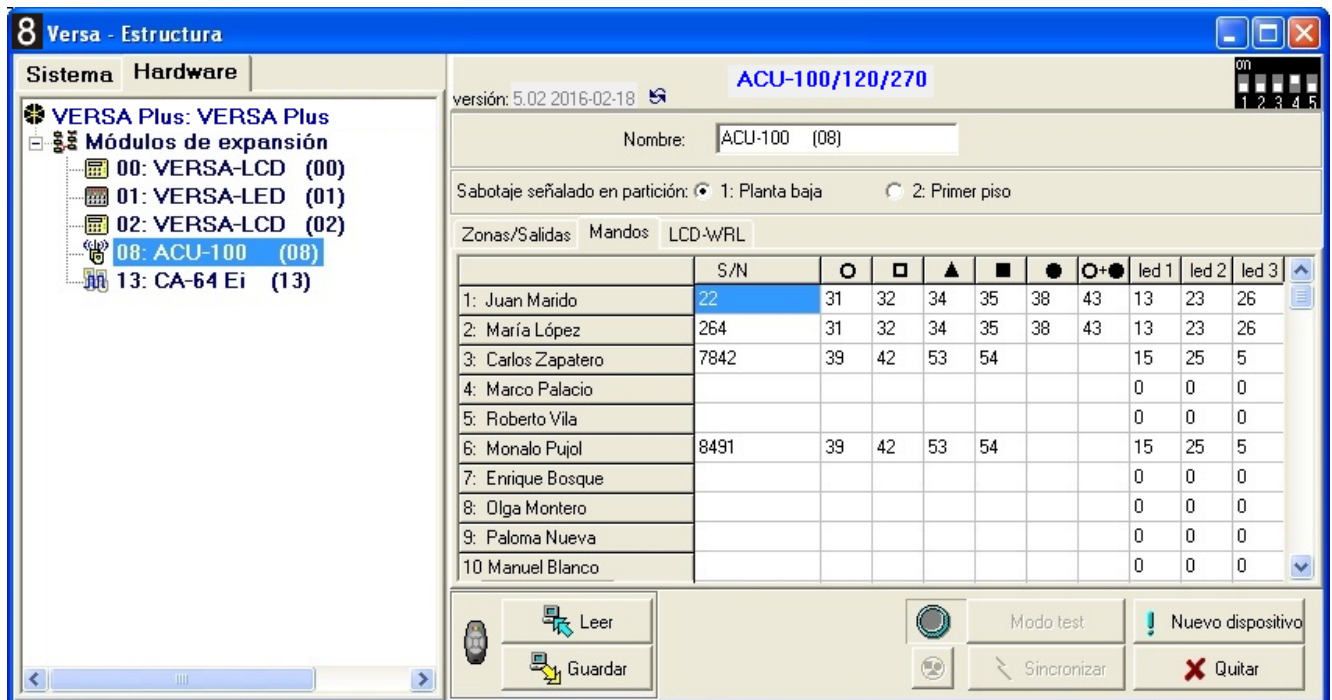 8 Versa - Estructura
Sistema Hardware
VERSA Plus: VERSA Plus
Módulos de expansión
00: VERSA-LCD (00)
01: VERSA-LED (01)
02: VERSA-LCD (02)
08: ACU-100 (08)
13: CA-64 Ei (13)
versión: 5.02 2016-02-18
ACU-100/120/270
on
1 2 3 4 5
Nombre: ACU-100 (08)
Sabotaje señalado en partición: 1: Planta baja 2: Primer piso
Zonas/Salidas Mandos LCD-WRL
S/N O □ ▲ ■ ● O+● led 1 led 2 led 3
1: Juan Marido 22 31 32 34 35 38 43 13 23 26
2: María López 264 31 32 34 35 38 43 13 23 26
3: Carlos Zapatero 7842 39 42 53 54 15 25 5
4: Marco Palacio 0 0 0
5: Roberto Vila 0 0 0
6: Monalo Pujol 8491 39 42 53 54 15 25 5
7: Enrique Bosque 0 0 0
8: Olga Montero 0 0 0
9: Paloma Nueva 0 0 0
10 Manuel Blanco 0 0 0
Leer Modo test Nuevo dispositivo
Guardar Sincronizar Quitar